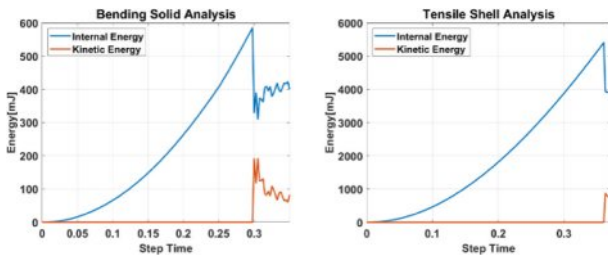 Bending Solid Analysis
Internal Energy
Kinetic Energy
600
500
400
300
200
100
0
Energy[mJ]
0 0.05 0.1 0.15 0.2 0.25 0.3
Step Time
Tensile Shell Analysis
Internal Energy
Kinetic Energy
6000
5000
4000
3000
2000
1000
0
Energy[mJ]
0 0.1 0.2 0.3
Step Time